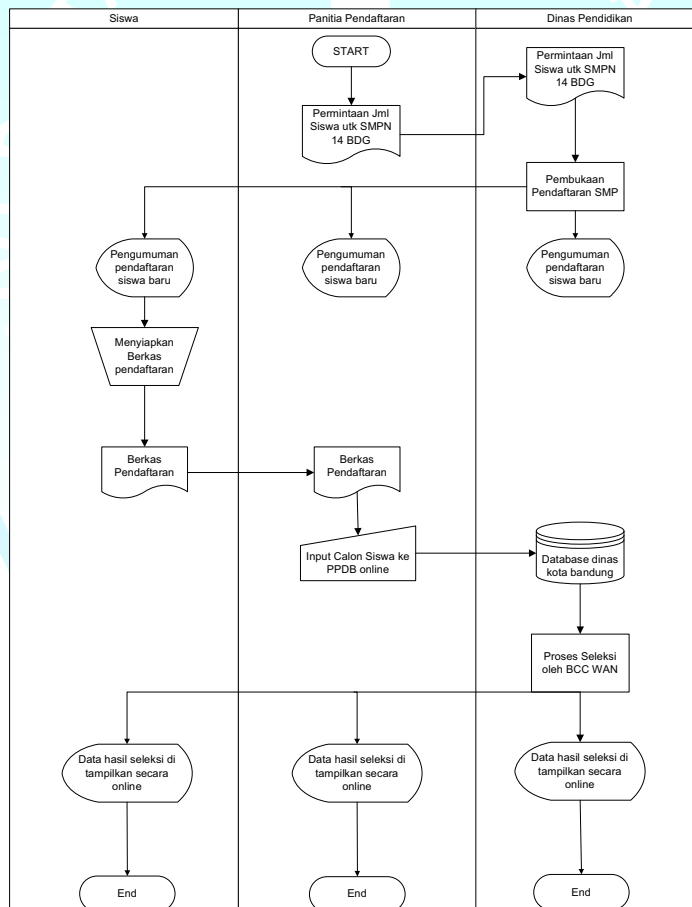 Siswa
Panitia Pendaftaran
Dinas Pendidikan
START
Permintaan Jml
Siswa utk SMPN
14 BDG
Permintaan Jml
Siswa utk SMPN
14 BDG
Pembukaan
Pendaftaran SMP
Pengumuman
pendaftaran
siswa baru
Pengumuman
pendaftaran
siswa baru
Pengumuman
pendaftaran
siswa baru
Menyiapkan
Berkas
pendaftaran
Berkas
Pendaftaran
Berkas
Pendaftaran
Input Calon Siswa ke
PPDB online
Database dinas
kota bandung
Proses Seleksi
oleh BCC WAN
Data hasil seleksi di
tampilkan secara
online
Data hasil seleksi di
tampilkan secara
online
Data hasil seleksi di
tampilkan secara
online
End
End
End